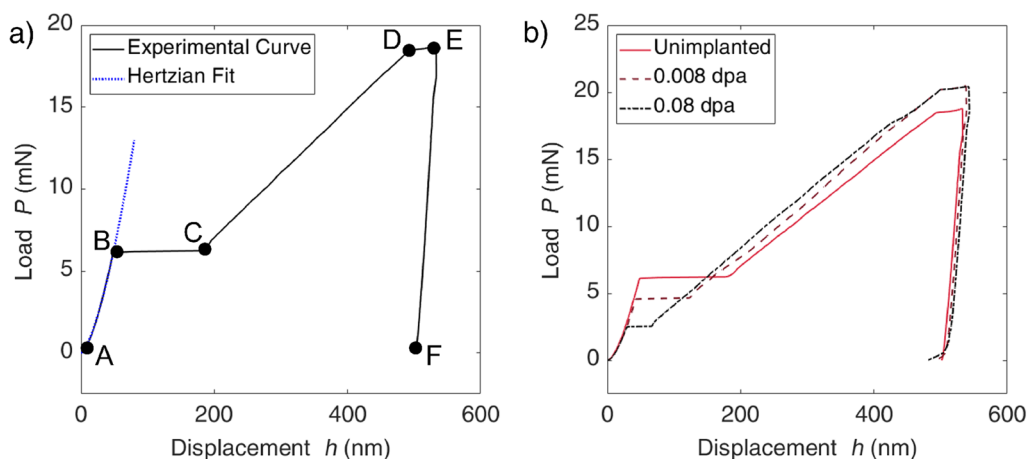 a)
Experimental Curve
Hertzian Fit
A
B
C
D
E
F
20
15
10
5
0
0
200
400
600
Load P (mN)
Displacement h (nm)
b)
Unimplanted
0.008 dpa
0.08 dpa
25
20
15
10
5
0
0
200
400
600
Load P (mN)
Displacement h (nm)